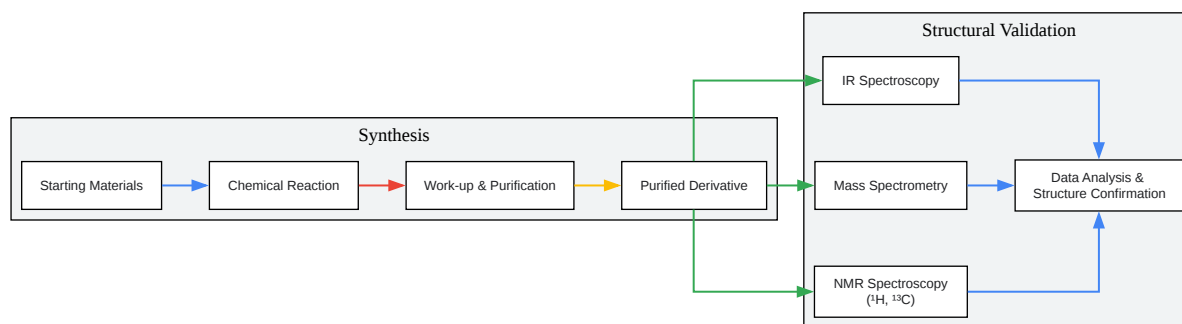 Structural Validation
IR Spectroscopy
Synthesis
Starting Materials
Chemical Reaction
Work-up & Purification
Purified Derivative
Mass Spectrometry
Data Analysis &
Structure Confirmation
NMR Spectroscopy
(¹H, ¹³C)